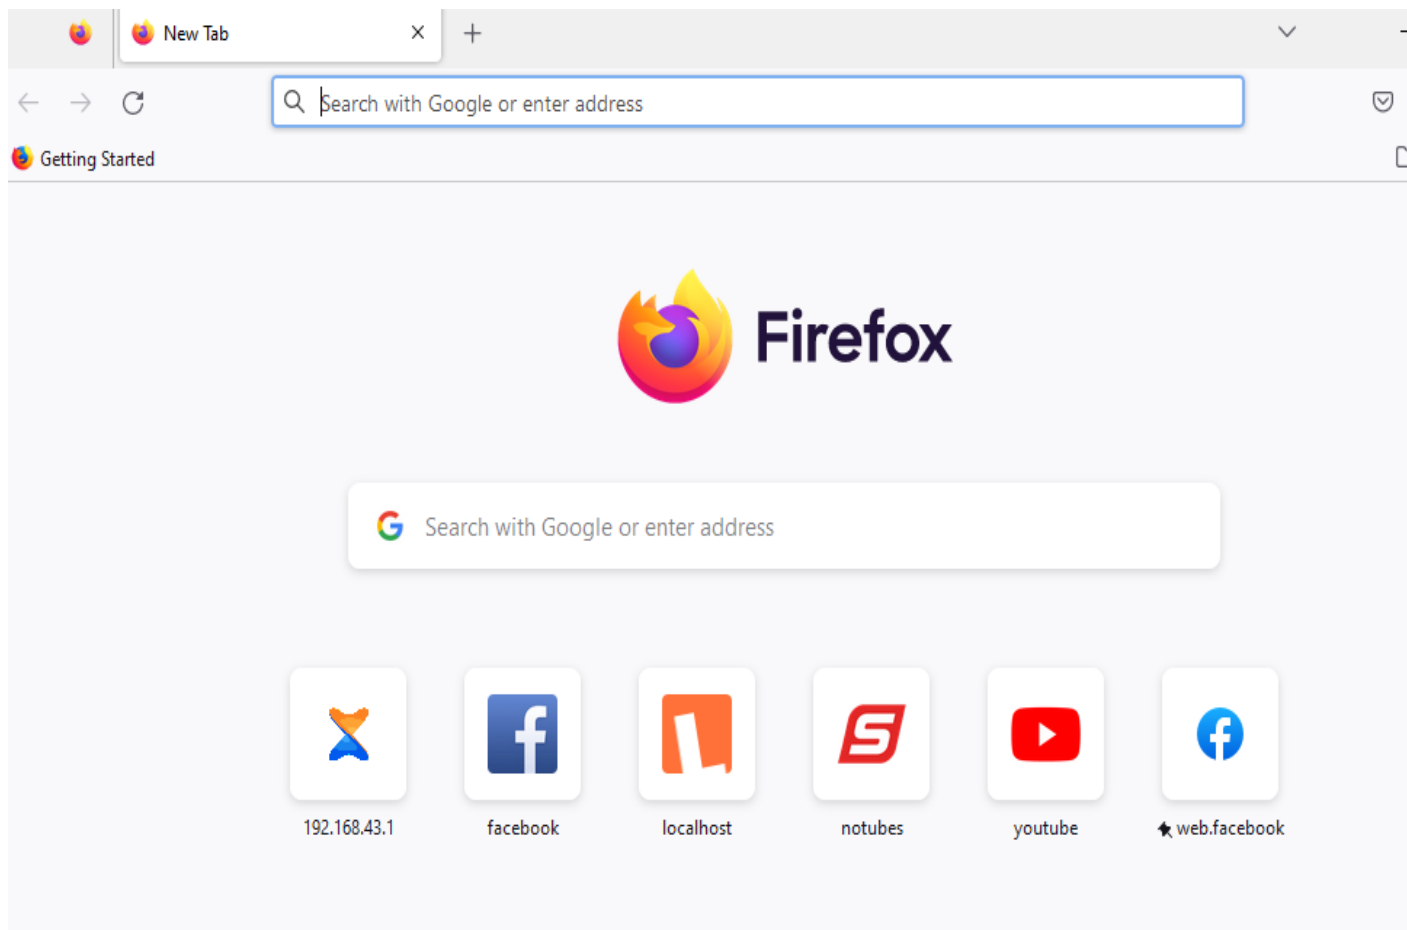 New Tab
Search with Google or enter address
Getting Started
Firefox
Search with Google or enter address
192.168.43.1
facebook
localhost
notubes
youtube
web.facebook